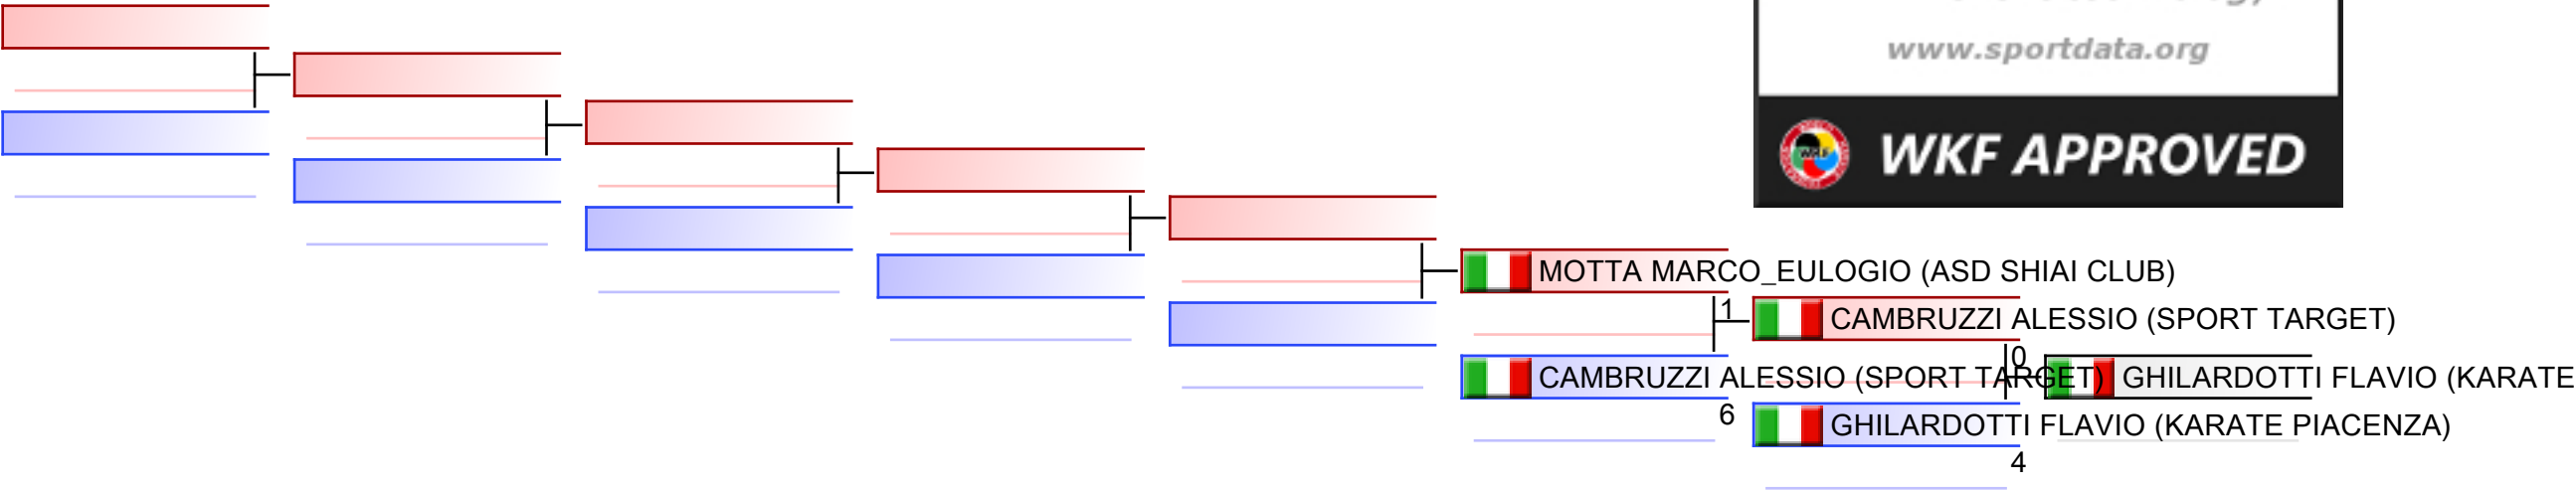 www.sportdata.org
WKF APPROVED
MOTTA MARCO_EULOGIO (ASD SHIAI CLUB)
1
CAMBRUZZI ALESSIO (SPORT TARGET)
0
CAMBRUZZI ALESSIO (SPORT TARGET)
GHILARDOTTI FLAVIO (KARATE
6
GHILARDOTTI FLAVIO (KARATE PIACENZA)
4